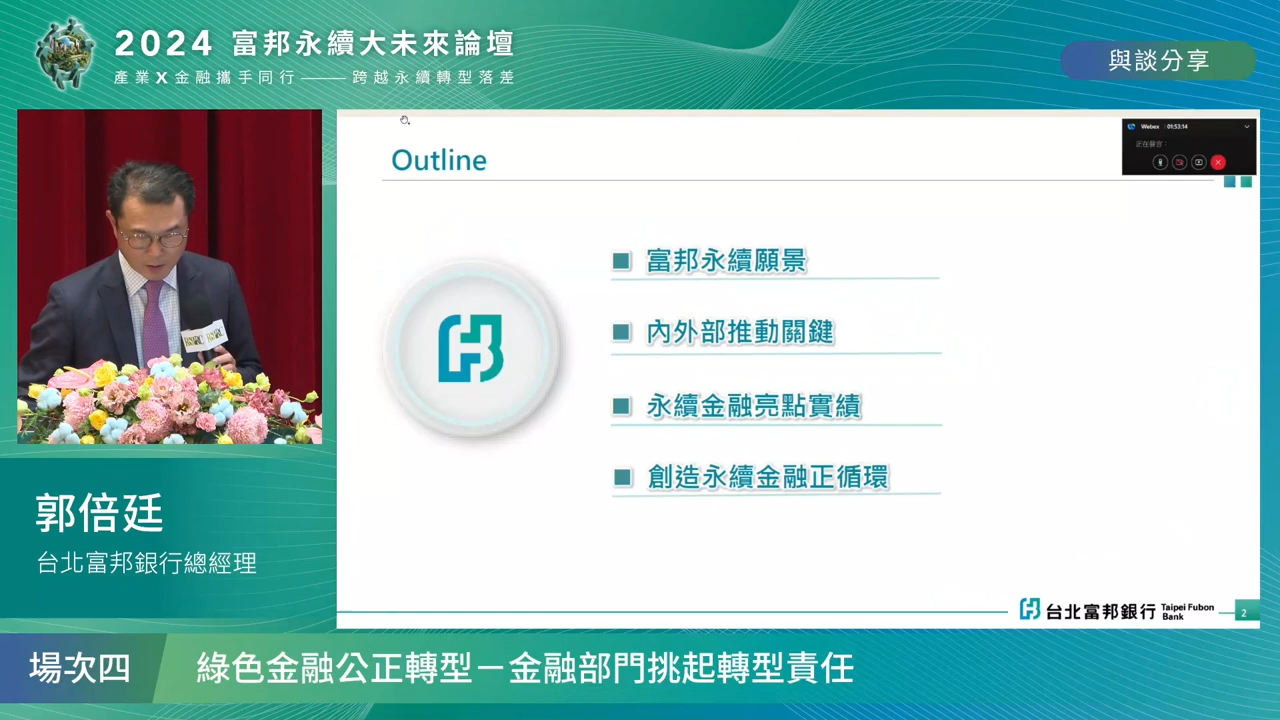 2024 富邦永續大未來論壇
產業X金融攜手同行——跨越永續轉型落差
與談分享
Webex 01:53:14
正在發言：
Outline
富邦永續願景
內外部推動關鍵
永續金融亮點實績
創造永續金融正循環
台北富邦銀行 Taipei Fubon Bank
2
郭倍廷
台北富邦銀行總經理
場次四
綠色金融公正轉型－金融部門挑起轉型責任